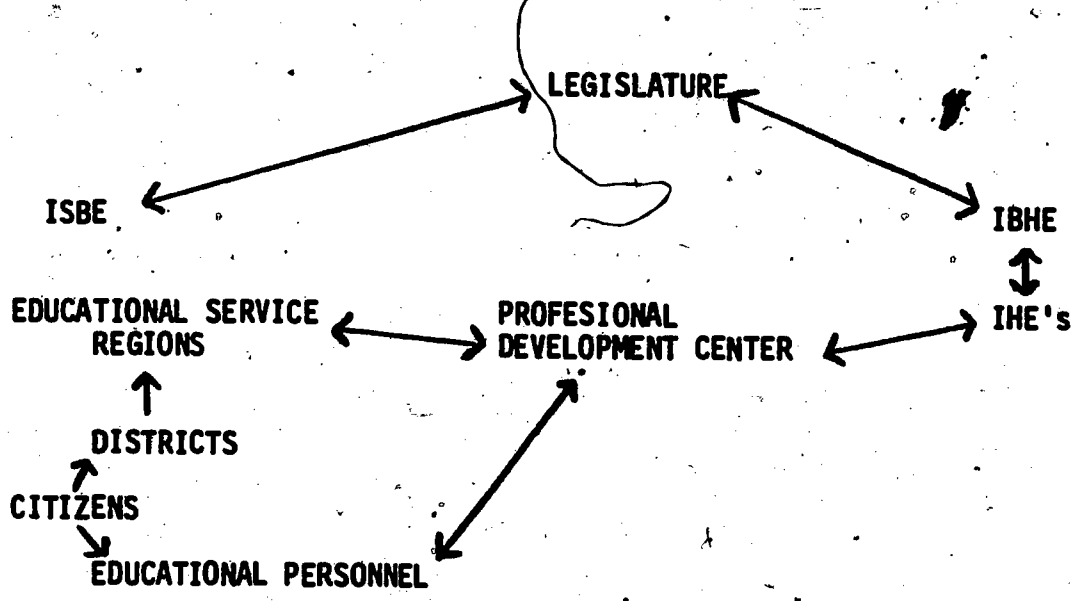 LEGISLATURE
ISBE
IBHE
EDUCATIONAL SERVICE
REGIONS
PROFESIONAL
DEVELOPMENT CENTER
IHE's
DISTRICTS
CITIZENS
EDUCATIONAL PERSONNEL